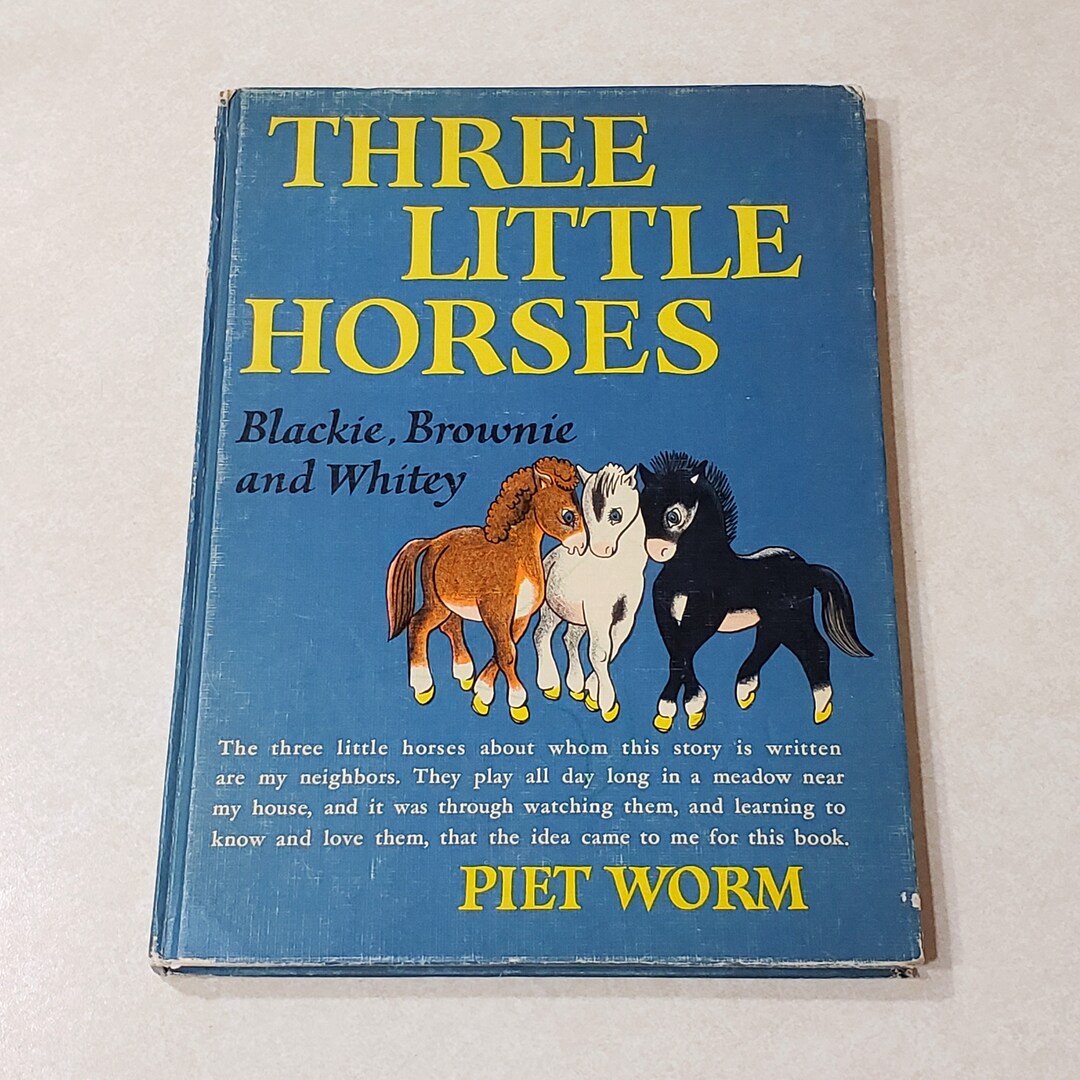 THREE
LITTLE
HORSES
Blackie, Brownie
and Whitey
The three little horses about whom this story is written
are my neighbors. They play all day long in a meadow near
my house, and it was through watching them, and learning to
know and love them, that the idea came to me for this book.
PIET WORM